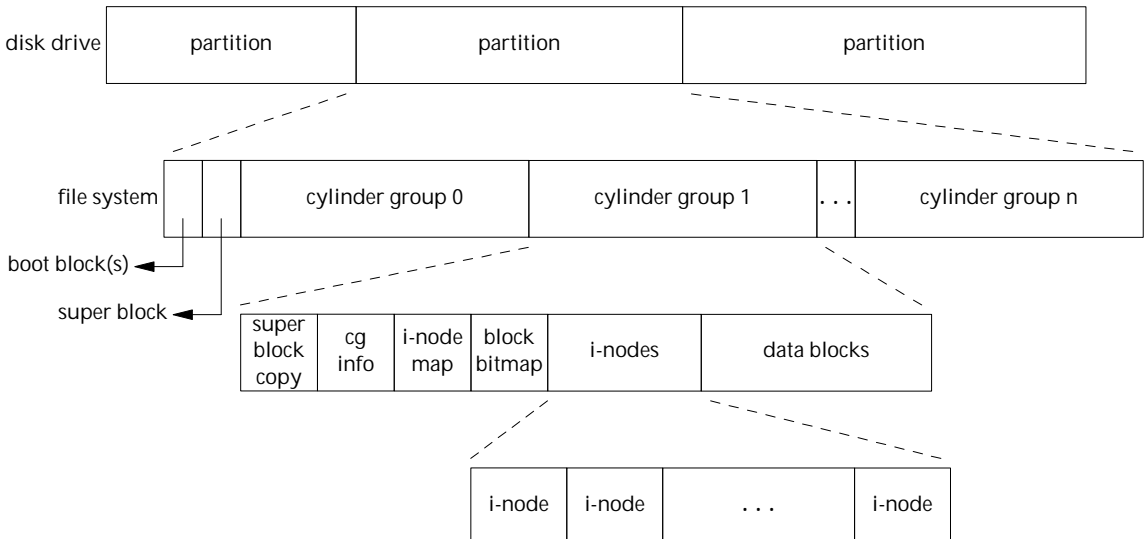 disk drive partition partition partition
file system cylinder group 0 cylinder group 1 ... cylinder group n
boot block(s)
super block
super
block
copy
cg
info
i-node
map
block
bitmap
i-nodes
data blocks
i-node i-node ... i-node